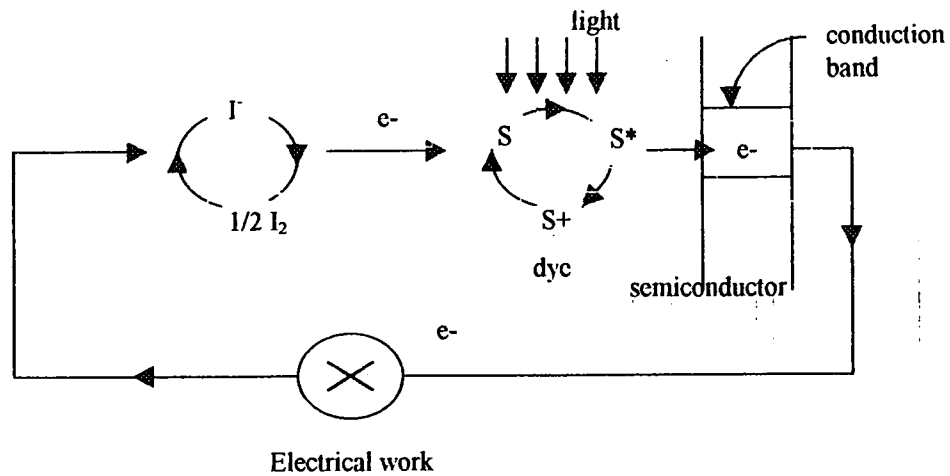 light
conduction
band
I⁻
e-
S
S*
e-
1/2 I₂
S+
dyc
semiconductor
e-
Electrical work